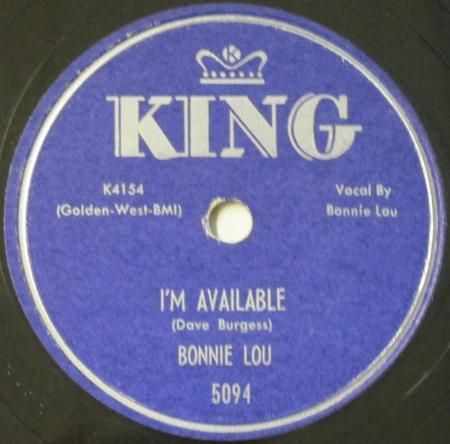 K
KING
K4154
(Golden-West-BMI)
Vocal By
Bonnie Lou
I'M AVAILABLE
(Dave Burgess)
BONNIE LOU
5094